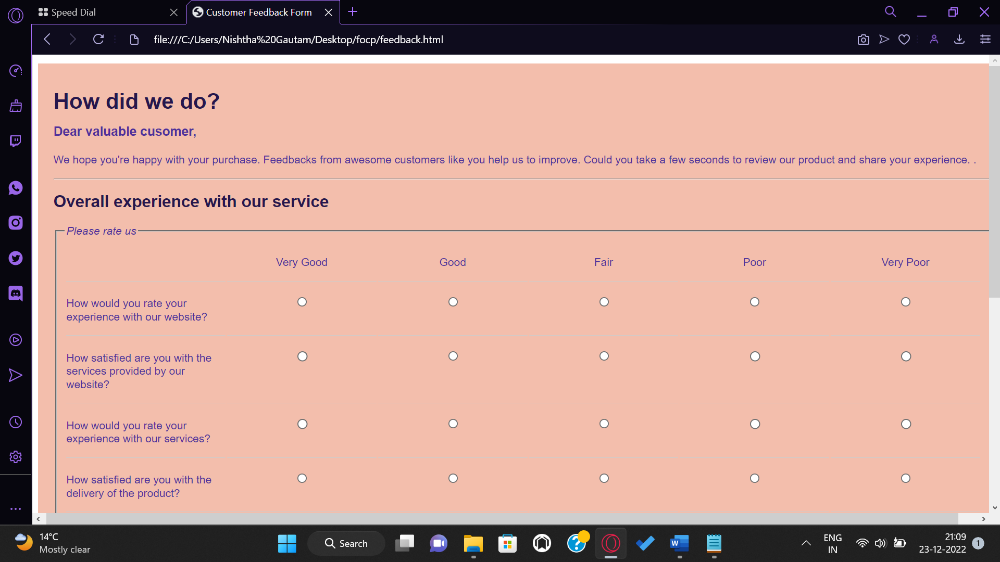 Speed Dial
Customer Feedback Form
file:///C:/Users/Nishtha%20Gautam/Desktop/focp/feedback.html
How did we do?
Dear valuable cusomer,
We hope you're happy with your purchase. Feedbacks from awesome customers like you help us to improve. Could you take a few seconds to review our product and share your experience. .
Overall experience with our service
Please rate us
Very Good Good Fair Poor Very Poor
How would you rate your
experience with our website?
How satisfied are you with the
services provided by our
website?
How would you rate your
experience with our services?
How satisfied are you with the
delivery of the product?
14°C
Mostly clear
Search
W
ENG
IN
21:09
23-12-2022
1